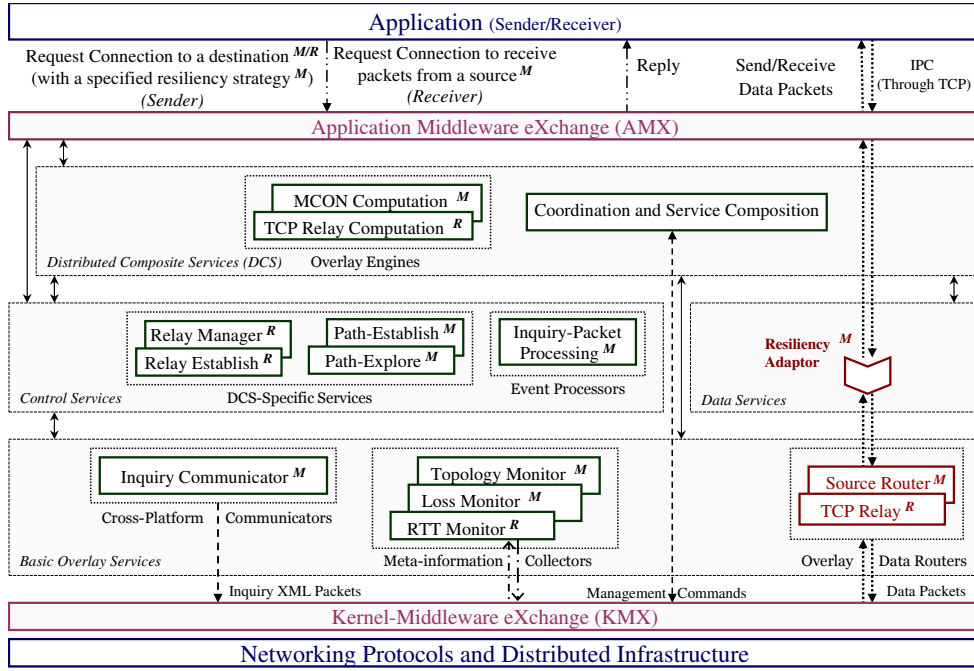 Application (Sender/Receiver)
Request Connection to a destination M/R
(with a specified resiliency strategy M)
(Sender)
Request Connection to receive
packets from a source M
(Receiver)
Reply
Send/Receive
Data Packets
IPC
(Through TCP)
Application Middleware eXchange (AMX)
MCON Computation M
TCP Relay Computation R
Overlay Engines
Coordination and Service Composition
Distributed Composite Services (DCS)
Relay Manager R
Relay Establish R
Path-Establish M
Path-Explore M
DCS-Specific Services
Inquiry-Packet
Processing M
Event Processors
Control Services
Resiliency M
Adaptor
Data Services
Inquiry Communicator M
Cross-Platform Communicators
Topology Monitor M
Loss Monitor M
RTT Monitor R
Meta-information Collectors
Source Router M
TCP Relay R
Overlay Data Routers
Basic Overlay Services
Inquiry XML Packets
Management Commands
Data Packets
Kernel-Middleware eXchange (KMX)
Networking Protocols and Distributed Infrastructure